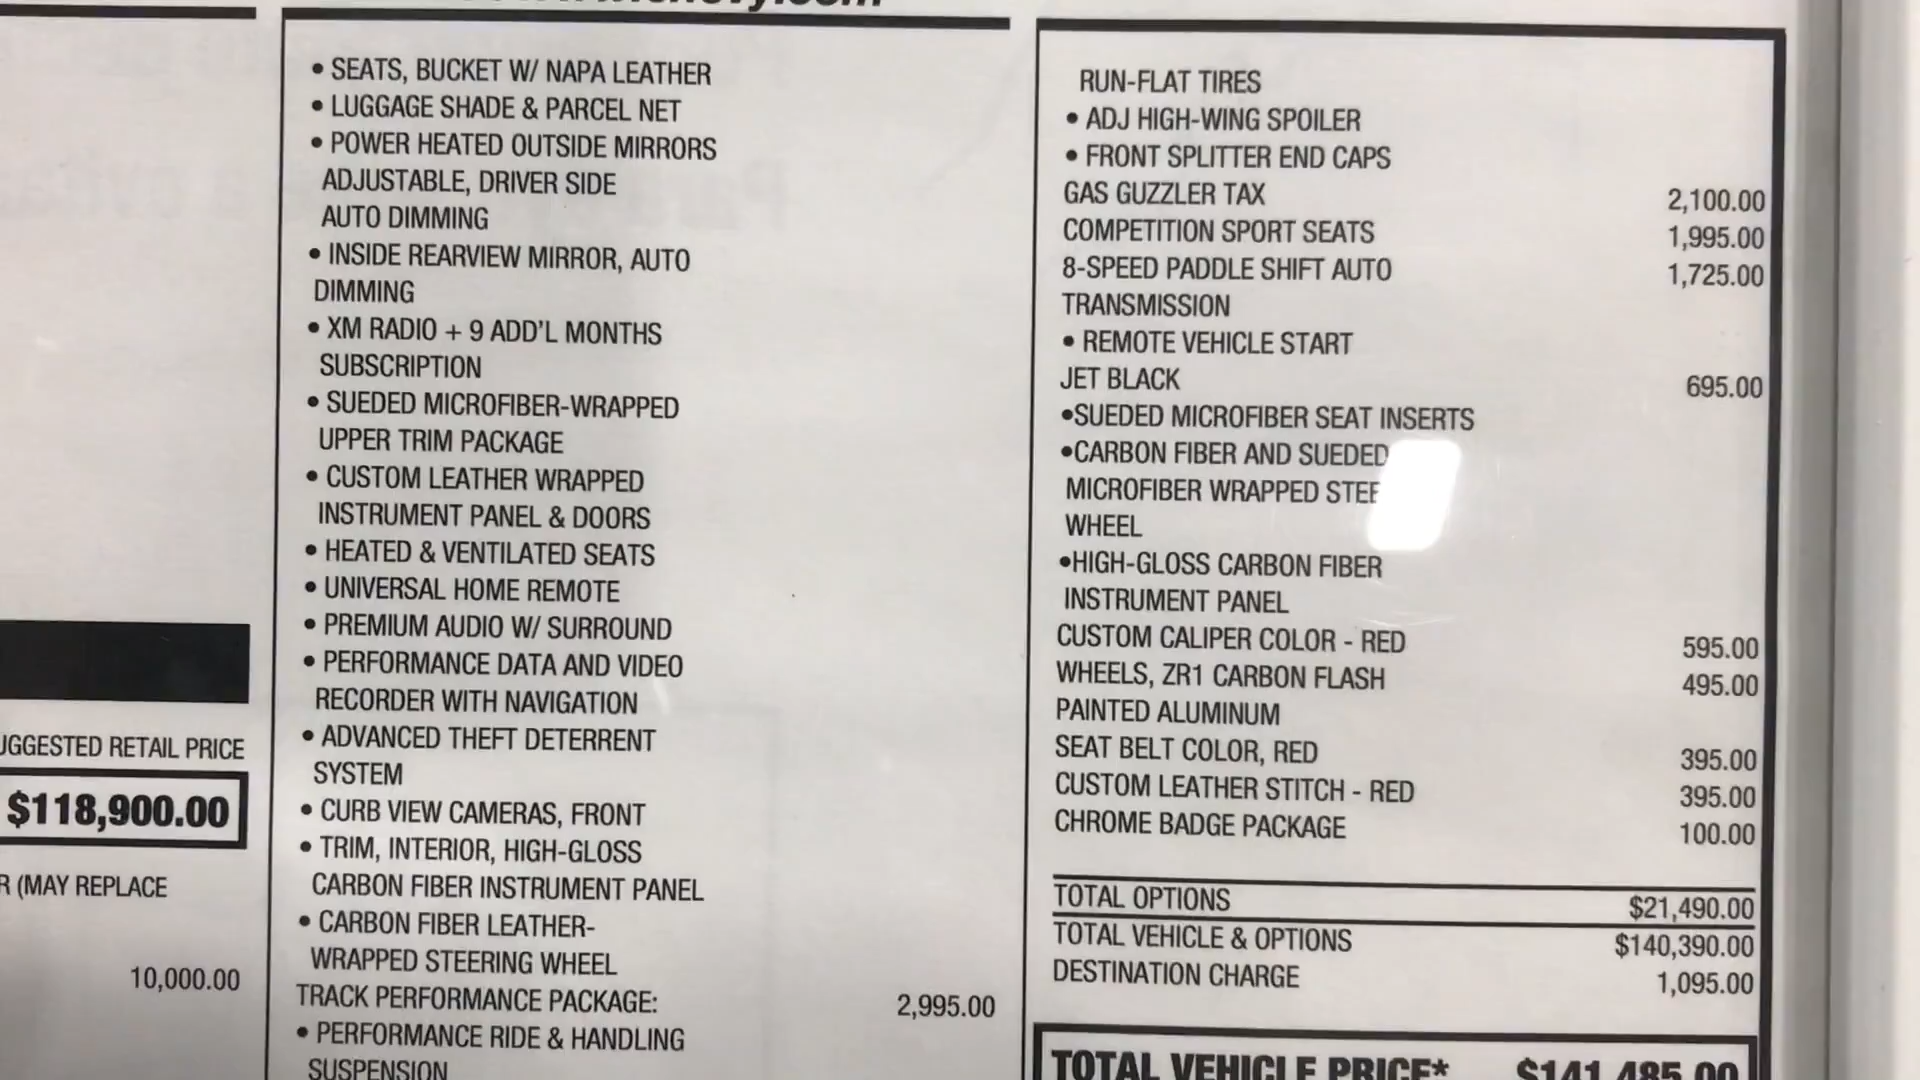 SUGGESTED RETAIL PRICE
$118,900.00
(MAY REPLACE
10,000.00
• SEATS, BUCKET W/ NAPA LEATHER
• LUGGAGE SHADE & PARCEL NET
• POWER HEATED OUTSIDE MIRRORS
ADJUSTABLE, DRIVER SIDE
AUTO DIMMING
• INSIDE REARVIEW MIRROR, AUTO
DIMMING
• XM RADIO + 9 ADD'L MONTHS
SUBSCRIPTION
• SUEDED MICROFIBER-WRAPPED
UPPER TRIM PACKAGE
• CUSTOM LEATHER WRAPPED
INSTRUMENT PANEL & DOORS
• HEATED & VENTILATED SEATS
• UNIVERSAL HOME REMOTE
• PREMIUM AUDIO W/ SURROUND
• PERFORMANCE DATA AND VIDEO
RECORDER WITH NAVIGATION
• ADVANCED THEFT DETERRENT
SYSTEM
• CURB VIEW CAMERAS, FRONT
• TRIM, INTERIOR, HIGH-GLOSS
CARBON FIBER INSTRUMENT PANEL
• CARBON FIBER LEATHER-
WRAPPED STEERING WHEEL
TRACK PERFORMANCE PACKAGE: 2,995.00
• PERFORMANCE RIDE & HANDLING
SUSPENSION
RUN-FLAT TIRES
• ADJ HIGH-WING SPOILER
• FRONT SPLITTER END CAPS
GAS GUZZLER TAX 2,100.00
COMPETITION SPORT SEATS 1,995.00
8-SPEED PADDLE SHIFT AUTO 1,725.00
TRANSMISSION
• REMOTE VEHICLE START
JET BLACK 695.00
•SUEDED MICROFIBER SEAT INSERTS
•CARBON FIBER AND SUEDED
MICROFIBER WRAPPED STEE
WHEEL
•HIGH-GLOSS CARBON FIBER
INSTRUMENT PANEL
CUSTOM CALIPER COLOR - RED 595.00
WHEELS, ZR1 CARBON FLASH 495.00
PAINTED ALUMINUM
SEAT BELT COLOR, RED 395.00
CUSTOM LEATHER STITCH - RED 395.00
CHROME BADGE PACKAGE 100.00
TOTAL OPTIONS $21,490.00
TOTAL VEHICLE & OPTIONS $140,390.00
DESTINATION CHARGE 1,095.00
TOTAL VEHICLE PRICE* $141,485.00